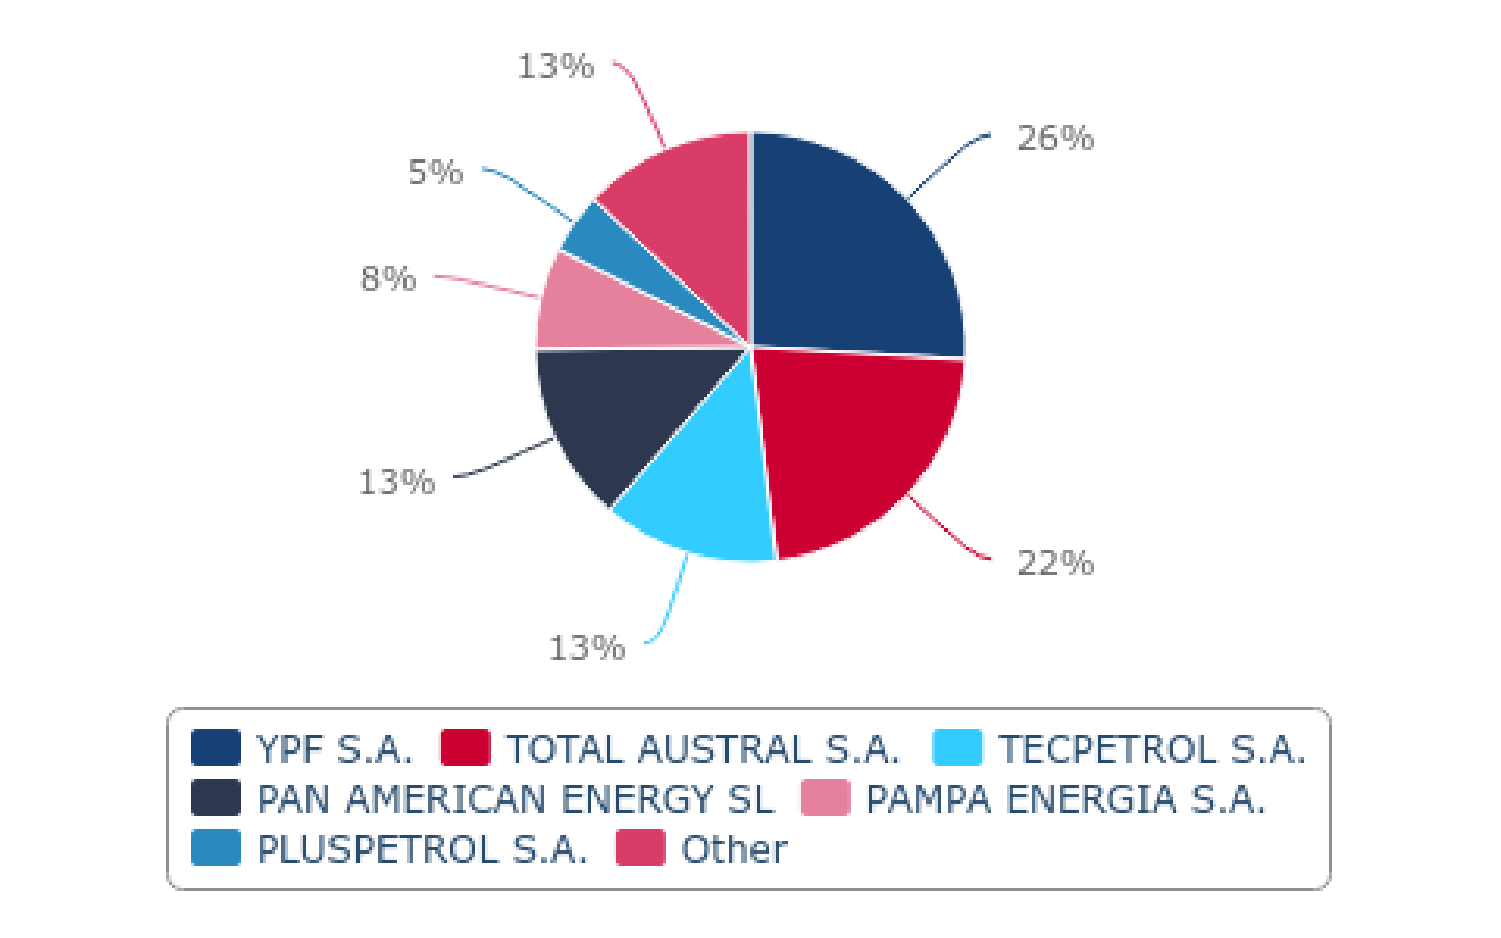 13%
26%
5%
8%
13%
22%
13%
YPF S.A. TOTAL AUSTRAL S.A. TECPETROL S.A.
PAN AMERICAN ENERGY SL PAMPA ENERGIA S.A.
PLUSPETROL S.A. Other